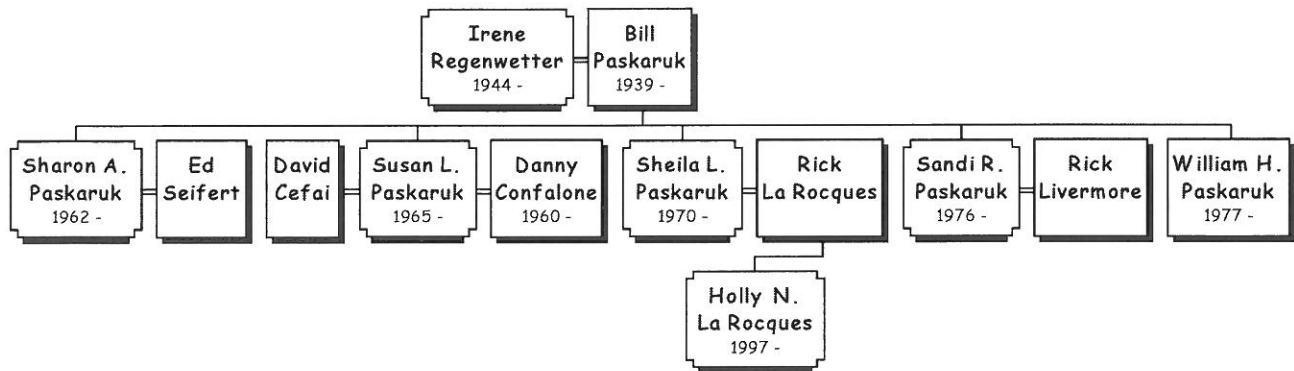 Irene
Regenwetter
1944 -
Bill
Paskaruk
1939 -
Sharon A.
Paskaruk
1962 -
Ed
Seifert
David
Cefai
Susan L.
Paskaruk
1965 -
Danny
Confalone
1960 -
Sheila L.
Paskaruk
1970 -
Rick
La Rocques
Sandi R.
Paskaruk
1976 -
Rick
Livermore
William H.
Paskaruk
1977 -
Holly N.
La Rocques
1997 -